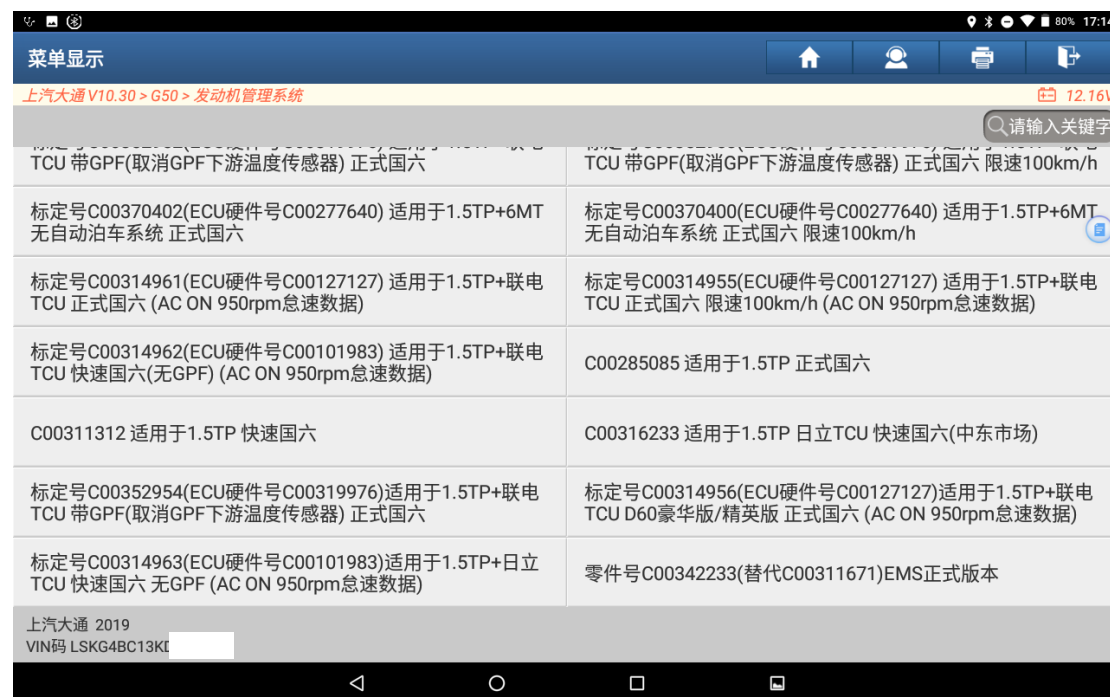 80% 17:14
菜单显示
上汽大通 V10.30 > G50 > 发动机管理系统
12.16V
请输入关键字
TCU 带GPF(取消GPF下游温度传感器) 正式国六
TCU 带GPF(取消GPF下游温度传感器) 正式国六 限速100km/h
标定号C00370402(ECU硬件号C00277640) 适用于1.5TP+6MT
无自动泊车系统 正式国六
标定号C00370400(ECU硬件号C00277640) 适用于1.5TP+6MT
无自动泊车系统 正式国六 限速100km/h
标定号C00314961(ECU硬件号C00127127) 适用于1.5TP+联电
TCU 正式国六 (AC ON 950rpm怠速数据)
标定号C00314955(ECU硬件号C00127127) 适用于1.5TP+联电
TCU 正式国六 限速100km/h (AC ON 950rpm怠速数据)
标定号C00314962(ECU硬件号C00101983) 适用于1.5TP+联电
TCU 快速国六(无GPF) (AC ON 950rpm怠速数据)
C00285085 适用于1.5TP 正式国六
C00311312 适用于1.5TP 快速国六
C00316233 适用于1.5TP 日立TCU 快速国六(中东市场)
标定号C00352954(ECU硬件号C00319976)适用于1.5TP+联电
TCU 带GPF(取消GPF下游温度传感器) 正式国六
标定号C00314956(ECU硬件号C00127127)适用于1.5TP+联电
TCU D60豪华版/精英版 正式国六 (AC ON 950rpm怠速数据)
标定号C00314963(ECU硬件号C00101983)适用于1.5TP+日立
TCU 快速国六 无GPF (AC ON 950rpm怠速数据)
零件号C00342233(替代C00311671)EMS正式版本
上汽大通 2019
VIN码 LSKG4BC13KD